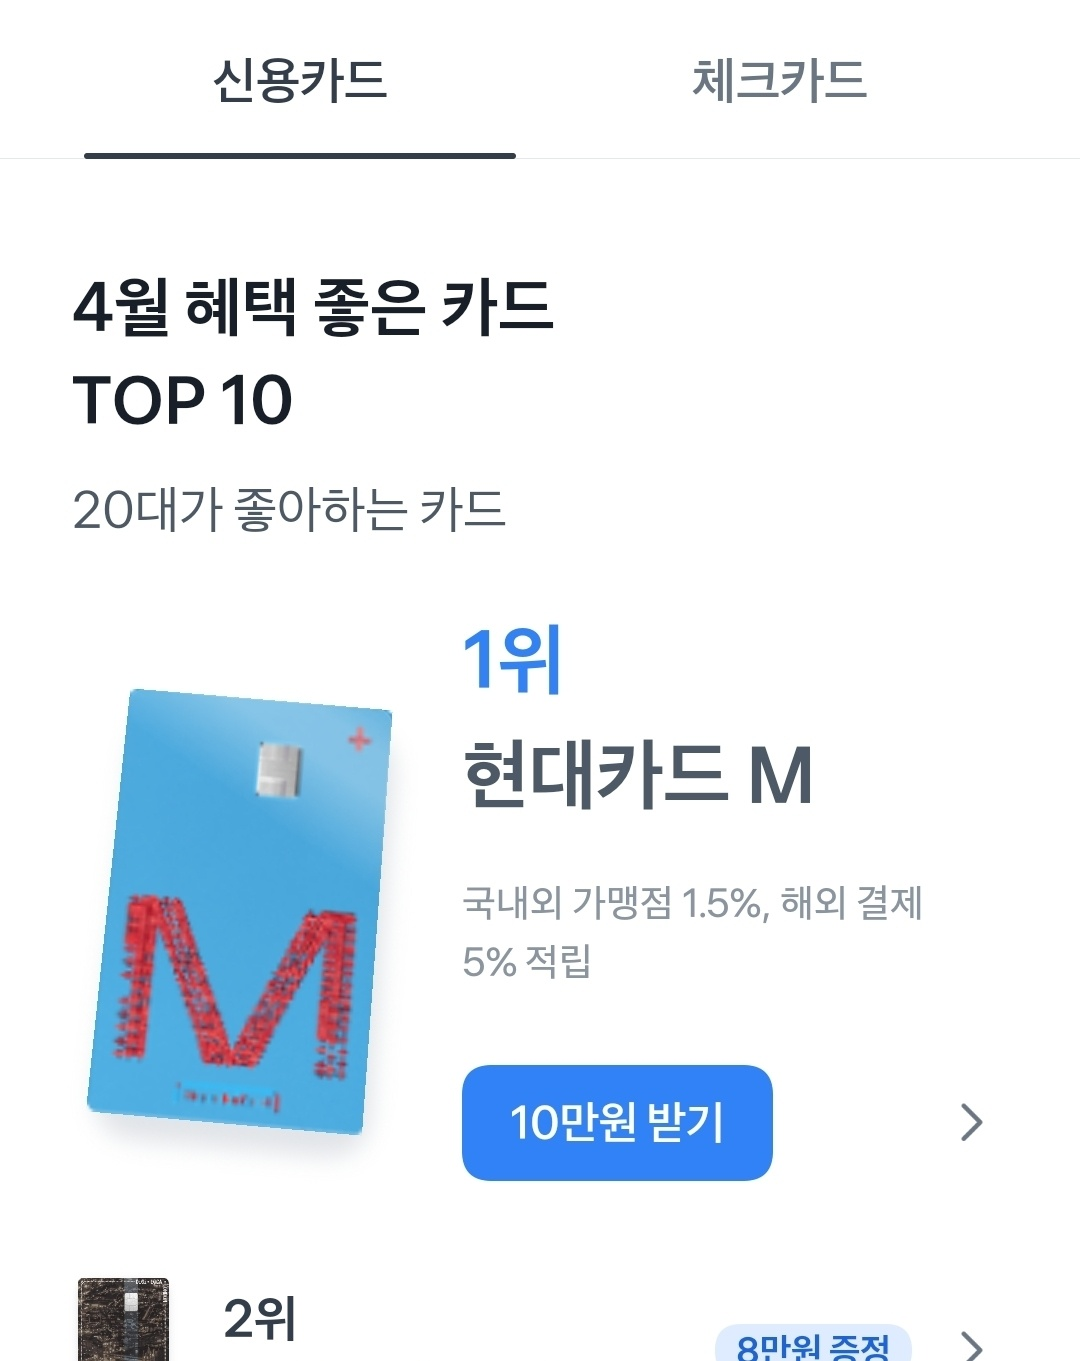 신용카드
체크카드
4월 혜택 좋은 카드
TOP 10
20대가 좋아하는 카드
1위
현대카드 M
국내외 가맹점 1.5%, 해외 결제
5% 적립
10만원 받기
M
2위
8만원 증정